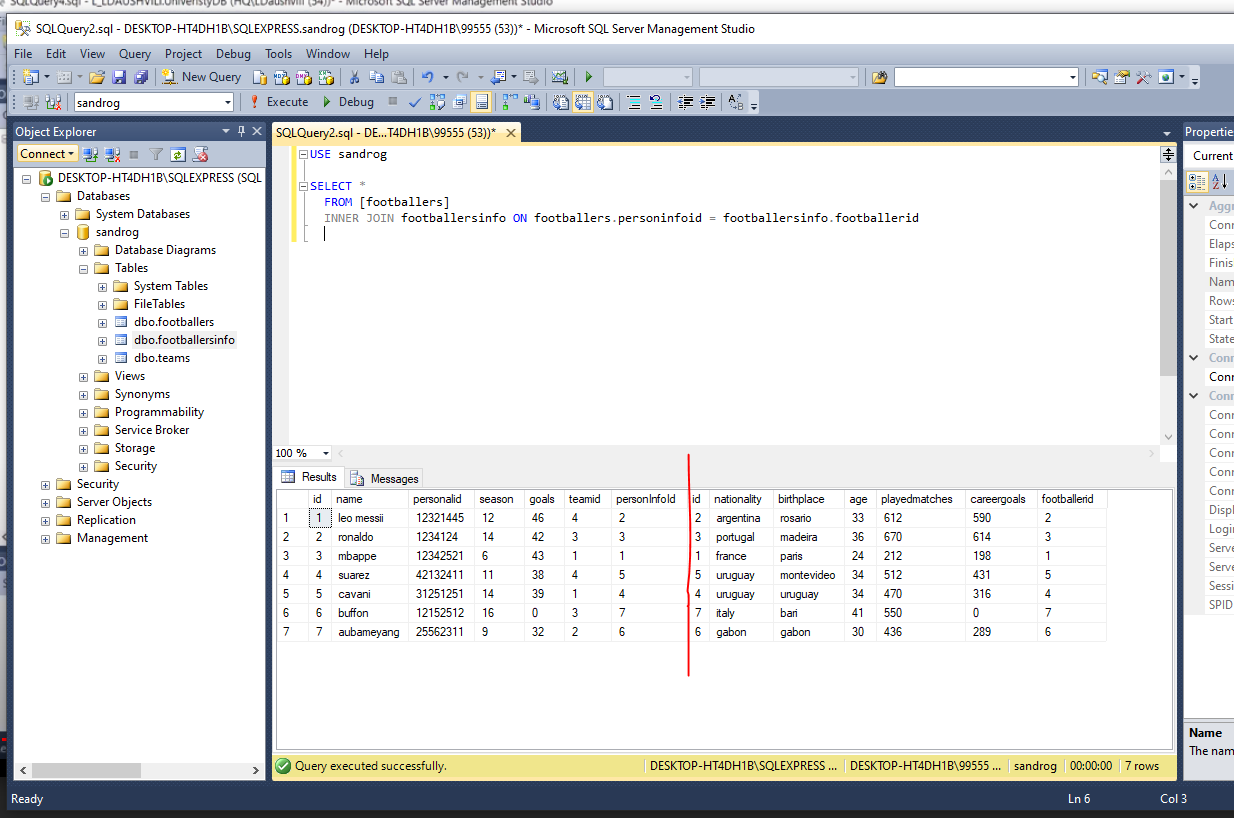 SQLQuery4.sql - L_LDAUSHVILI.UniveristyDB (HQ\LDaushvili (54))* - Microsoft SQL Server Management Studio
SQLQuery2.sql - DESKTOP-HT4DH1B\SQLEXPRESS.sandrog (DESKTOP-HT4DH1B\99555 (53))* - Microsoft SQL Server Management Studio
File Edit View Query Project Debug Tools Window Help
New Query
sandrog Execute Debug
Object Explorer
Connect
DESKTOP-HT4DH1B\SQLEXPRESS (SQL
Databases
System Databases
sandrog
Database Diagrams
Tables
System Tables
FileTables
dbo.footballers
dbo.footballersinfo
dbo.teams
Views
Synonyms
Programmability
Service Broker
Storage
Security
Security
Server Objects
Replication
Management
SQLQuery2.sql - DE...T4DH1B\99555 (53))*
USE sandrog
SELECT *
FROM [footballers]
INNER JOIN footballersinfo ON footballers.personinfoid = footballersinfo.footballerid
100 %
Results Messages
id name personalid season goals teamid personInfoId id nationality birthplace age playedmatches careergoals footballerid
1 1 leo messii 12321445 12 46 4 2 2 argentina rosario 33 612 590 2
2 2 ronaldo 1234124 14 42 3 3 3 portugal madeira 36 670 614 3
3 3 mbappe 12342521 6 43 1 1 1 france paris 24 212 198 1
4 4 suarez 42132411 11 38 4 5 5 uruguay montevideo 34 512 431 5
5 5 cavani 31251251 14 39 1 4 4 uruguay uruguay 34 470 316 4
6 6 buffon 12152512 16 0 3 7 7 italy bari 41 550 0 7
7 7 aubameyang 25562311 9 32 2 6 6 gabon gabon 30 436 289 6
Query executed successfully. DESKTOP-HT4DH1B\SQLEXPRESS ... DESKTOP-HT4DH1B\99555 ... sandrog 00:00:00 7 rows
Propertie
Current
Aggr
Conn
Elaps
Finis
Nam
Rows
Start
State
Conn
Conn
Conn
Conn
Conn
Conn
Conn
Conn
Displ
Login
Serve
Serve
Sessi
SPID
Name
The nam
Ready Ln 6 Col 3